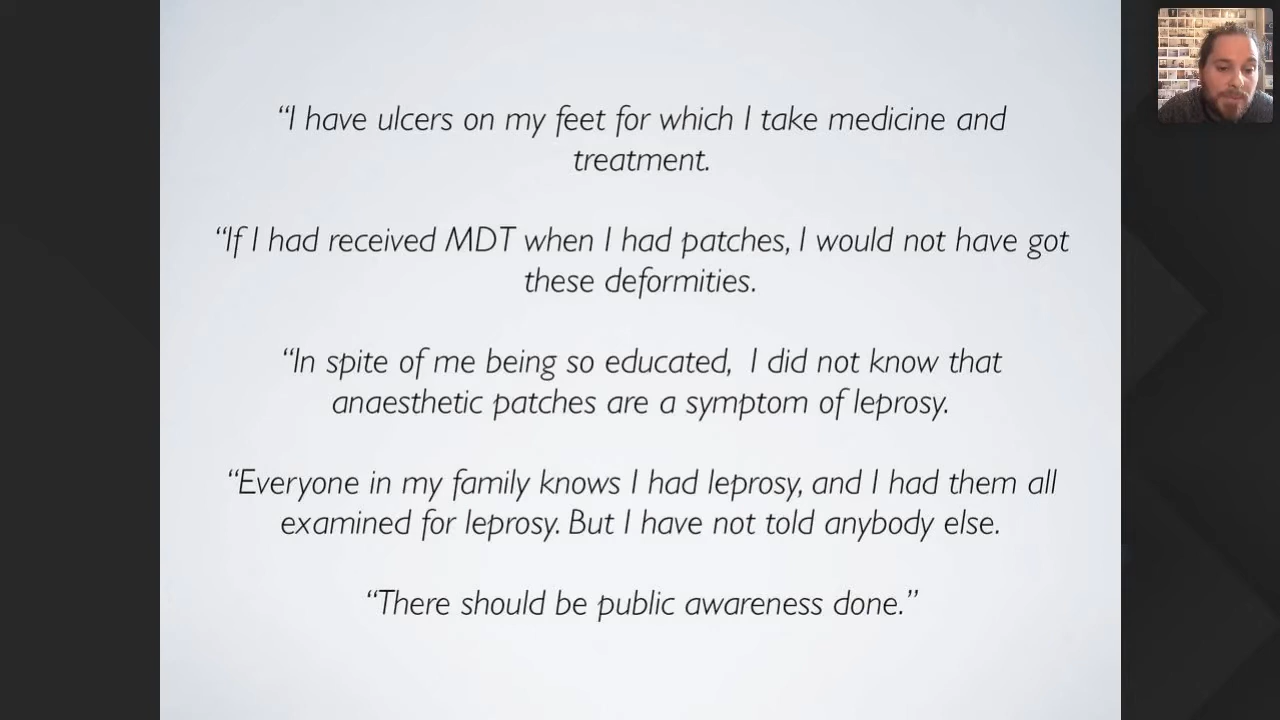 “I have ulcers on my feet for which I take medicine and
treatment.
“If I had received MDT when I had patches, I would not have got
these deformities.
“In spite of me being so educated,  I did not know that
anaesthetic patches are a symptom of leprosy.
“Everyone in my family knows I had leprosy, and I had them all
examined for leprosy. But I have not told anybody else.
“There should be public awareness done.”